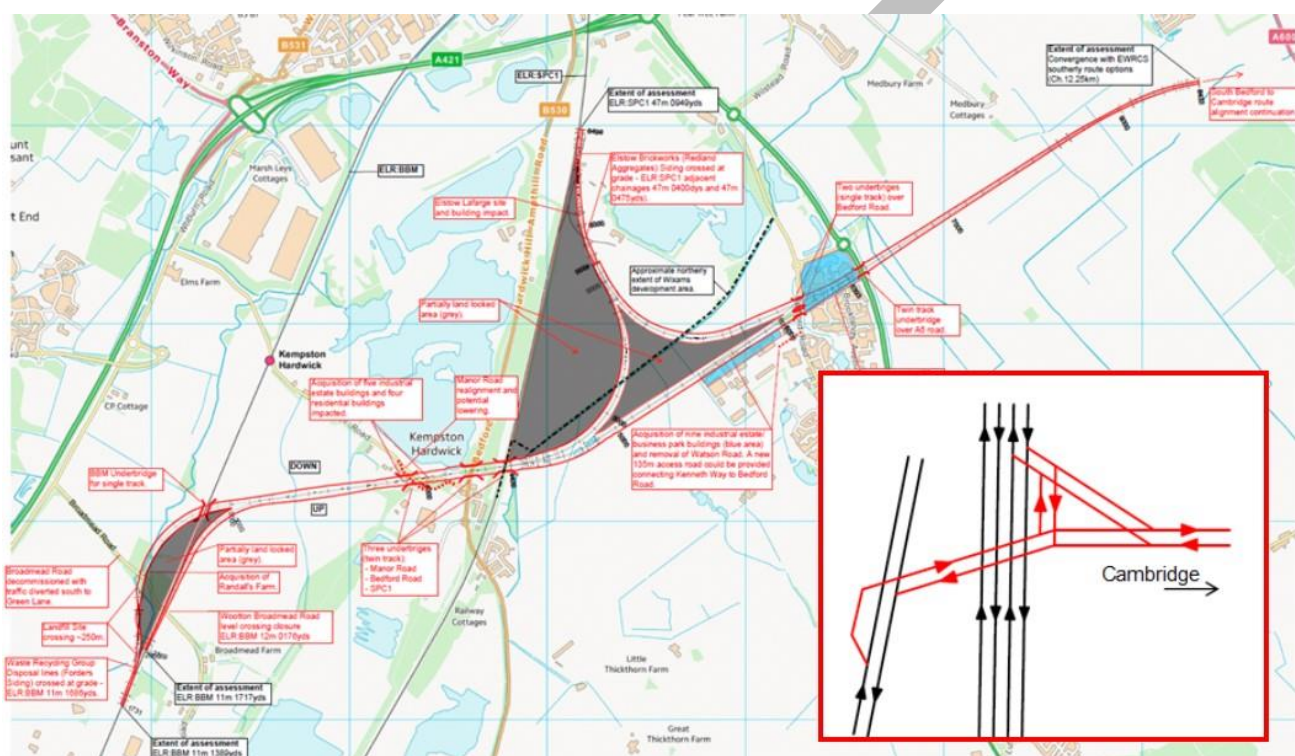 Branston Way
B531
A421
ELR:SPC1
Extent of assessment
ELR:SPC1 47m 0949yds
B530
Wilstead Road
Medbury Farm
Medbury
Cottages
Extent of assessment
Convergence with EWRCS
southerly route options
(Ch.12.25km)
South Bedford to
Cambridge route
alignment continuation
Marsh Leys
Cottages
ELR:BBM
t End
Elms Farm
Elstow Brickworks (Redland
Aggregates) Siding crossed at
grade - ELR:SPC1 adjacent
chainages 47m 0400dys and 47m
0475yds).
Elstow Lafarge site
and building impact
Two underbriges
(single track) over
Bedford Road.
Approximate northerly
extent of Wixams
development area.
Partially land locked
area (grey).
Twin track
underbridge
over A6 road.
Kempston
Hardwick
CP Cottage
Acquisition of five industrial
estate buildings and four
residential buildings
impacted.
Manor Road
realignment and
potential
lowering.
Kempston
Hardwick
Acquisition of nine industrial estate/
business park buildings (blue area)
and removal of Watson Road. A new
135m access road could be provided
connecting Kenneth Way to Bedford
Road.
BBM Underbridge
for single track.
DOWN
UP
Broadmead Road
Three underbriges
(twin track)
- Manor Road
- Bedford Road
- SPC1
Partially land locked
area (grey)
Broadmead Road
decommissioned with
traffic diverted south to
Green Lane.
Acquisition of
Randall's Farm.
Landfill Site
crossing ~250m.
Wootton Broadmead Road
level crossing closure
ELR:BBM 12m 0176yds
Railway
Cottages
Broadmead Farm
Waste Recycling Group
Disposal lines (Forders
Siding) crossed at grade -
ELR:BBM 11m 1698yds.
Extent of assessment
ELR:BBM 11m 1717yds
Little
Thickthorn Farm
Great
Thickthorn Farm
Extent of assessment
ELR:BBM 11m 1389yds
Cambridge